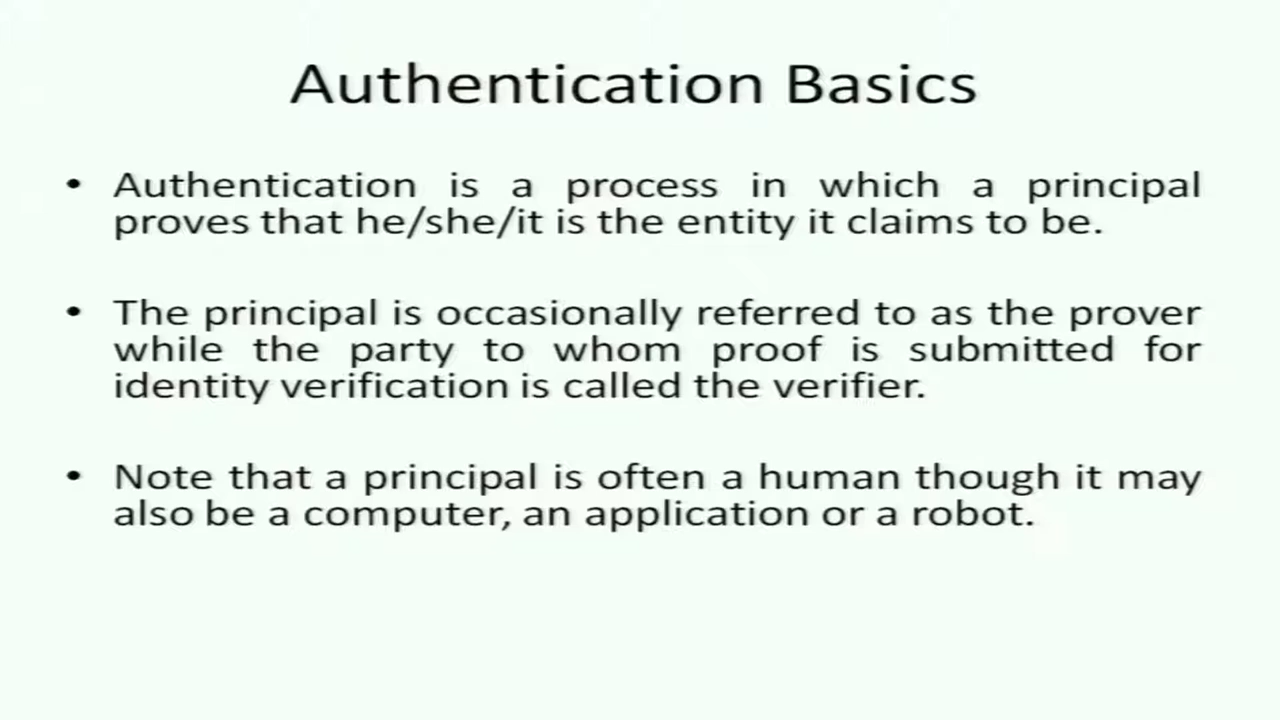 Authentication Basics
• Authentication is a process in which a principal
proves that he/she/it is the entity it claims to be.
• The principal is occasionally referred to as the prover
while the party to whom proof is submitted for
identity verification is called the verifier.
• Note that a principal is often a human though it may
also be a computer, an application or a robot.